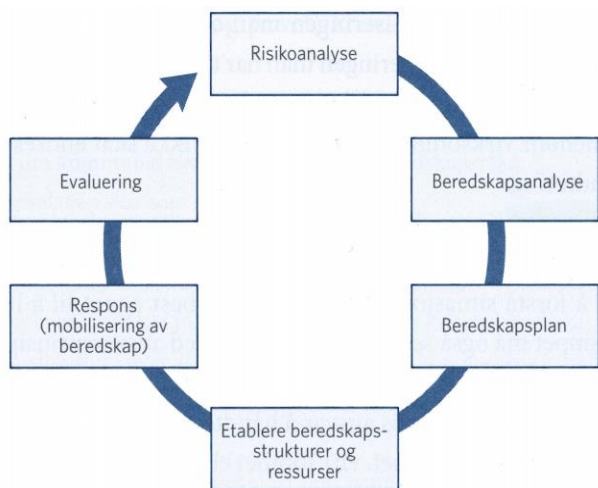 Risikoanalyse
Beredskapsanalyse
Beredskapsplan
Etablere beredskaps-
strukturer og
ressurser
Respons
(mobilisering av
beredskap)
Evaluering